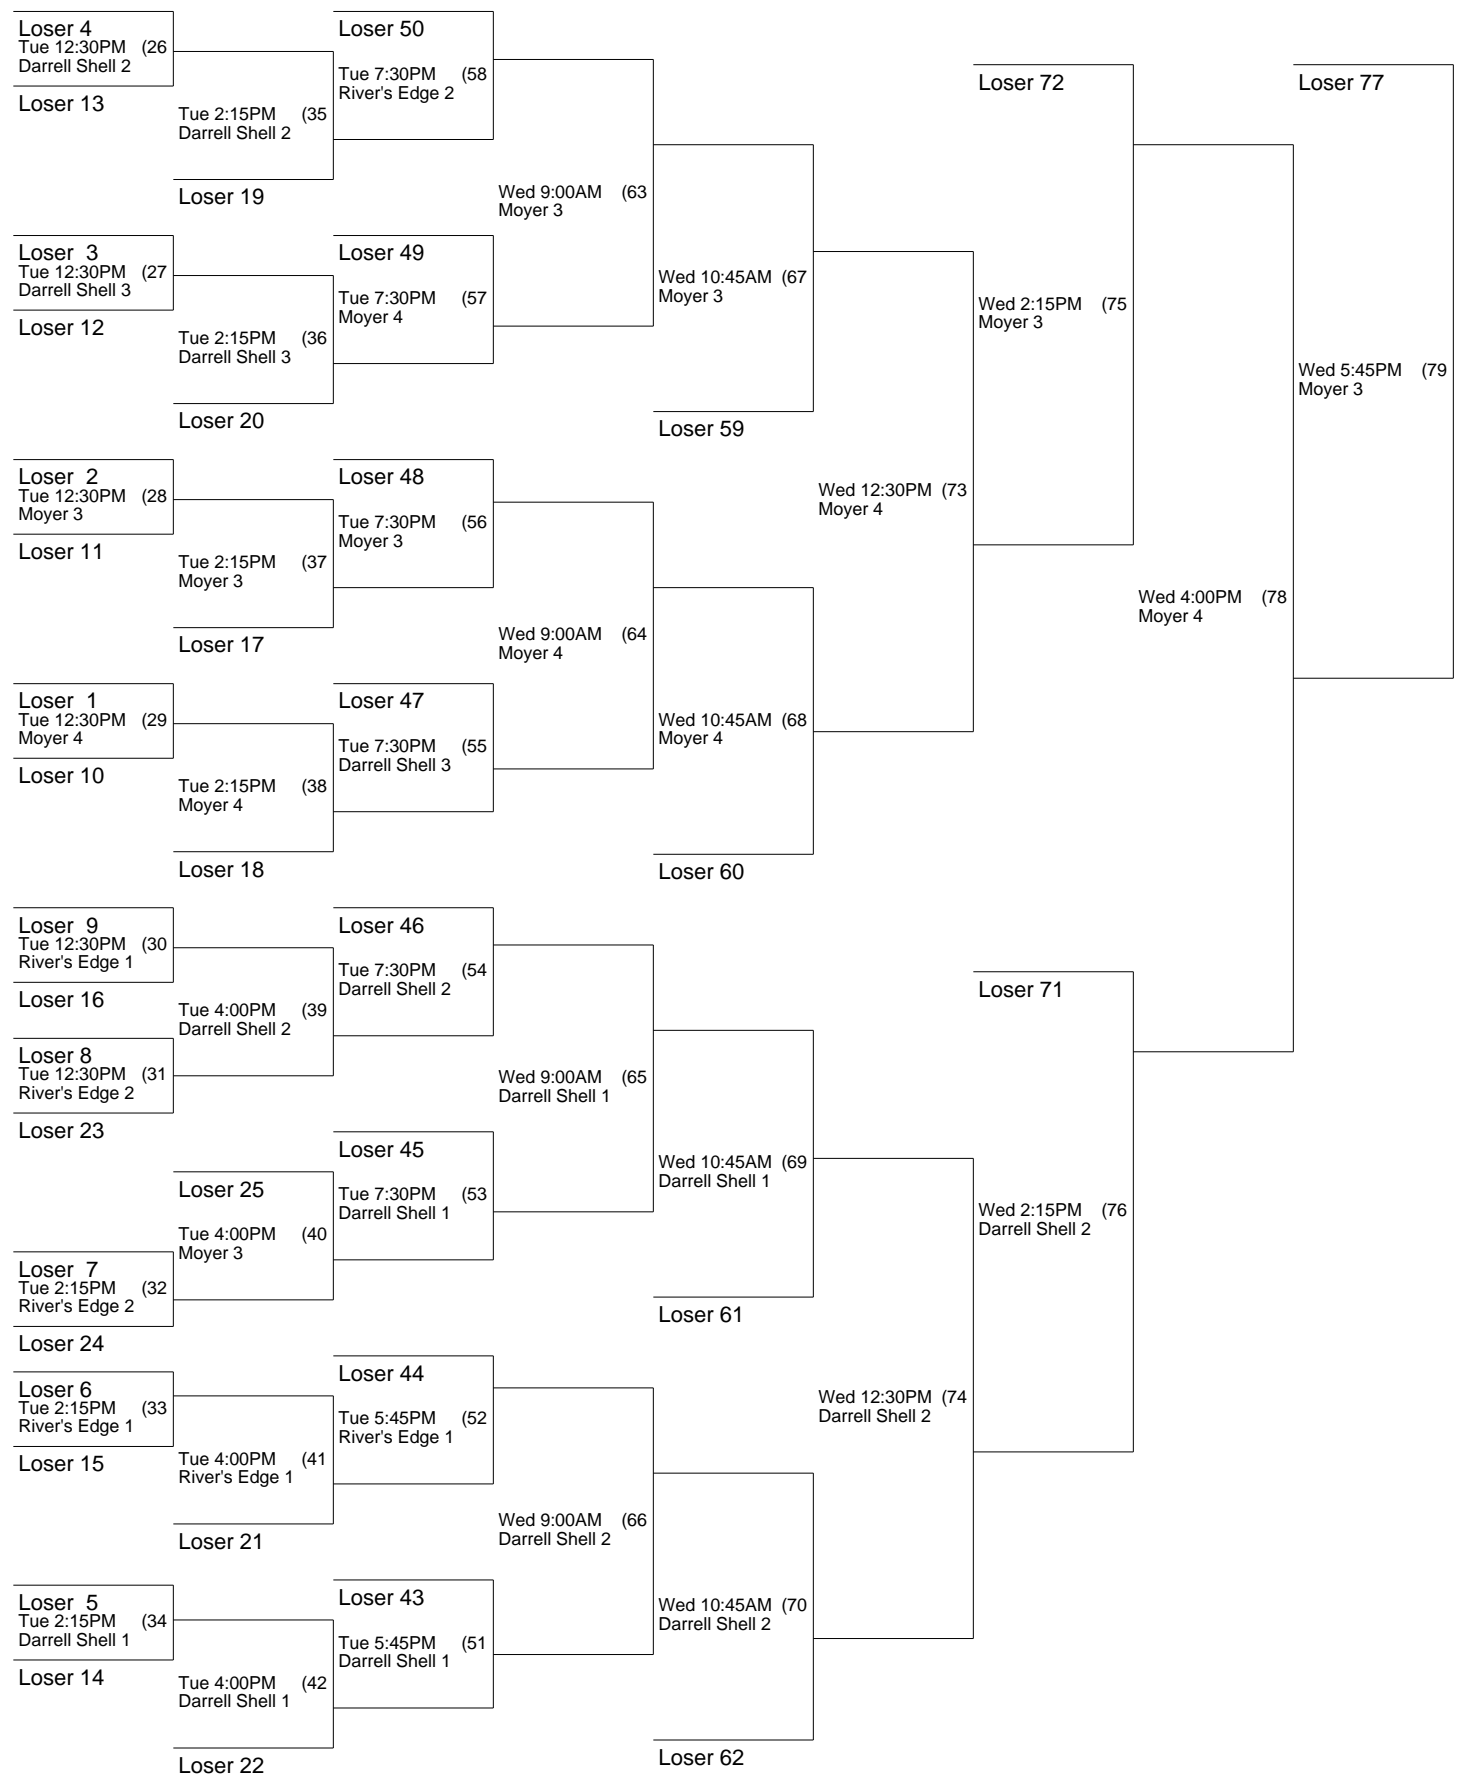 Loser 4
Tue 12:30PM (26
Darrell Shell 2
Loser 13
Tue 2:15PM (35
Darrell Shell 2
Loser 19
Loser 50
Tue 7:30PM (58
River's Edge 2
Loser 3
Tue 12:30PM (27
Darrell Shell 3
Loser 12
Tue 2:15PM (36
Darrell Shell 3
Loser 20
Loser 49
Tue 7:30PM (57
Moyer 4
Wed 9:00AM (63
Moyer 3
Wed 10:45AM (67
Moyer 3
Loser 59
Loser 2
Tue 12:30PM (28
Moyer 3
Loser 11
Tue 2:15PM (37
Moyer 3
Loser 17
Loser 48
Tue 7:30PM (56
Moyer 3
Loser 1
Tue 12:30PM (29
Moyer 4
Loser 10
Tue 2:15PM (38
Moyer 4
Loser 18
Loser 47
Tue 7:30PM (55
Darrell Shell 3
Wed 9:00AM (64
Moyer 4
Wed 10:45AM (68
Moyer 4
Loser 60
Wed 12:30PM (73
Moyer 4
Loser 72
Wed 2:15PM (75
Moyer 3
Loser 9
Tue 12:30PM (30
River's Edge 1
Loser 16
Loser 8
Tue 12:30PM (31
River's Edge 2
Loser 23
Tue 4:00PM (39
Darrell Shell 2
Loser 46
Tue 7:30PM (54
Darrell Shell 2
Loser 25
Tue 4:00PM (40
Moyer 3
Loser 7
Tue 2:15PM (32
River's Edge 2
Loser 24
Loser 45
Tue 7:30PM (53
Darrell Shell 1
Wed 9:00AM (65
Darrell Shell 1
Wed 10:45AM (69
Darrell Shell 1
Loser 61
Loser 6
Tue 2:15PM (33
River's Edge 1
Loser 15
Tue 4:00PM (41
River's Edge 1
Loser 21
Loser 44
Tue 5:45PM (52
River's Edge 1
Loser 5
Tue 2:15PM (34
Darrell Shell 1
Loser 14
Tue 4:00PM (42
Darrell Shell 1
Loser 22
Loser 43
Tue 5:45PM (51
Darrell Shell 1
Wed 9:00AM (66
Darrell Shell 2
Wed 10:45AM (70
Darrell Shell 2
Loser 62
Wed 12:30PM (74
Darrell Shell 2
Loser 71
Wed 2:15PM (76
Darrell Shell 2
Wed 4:00PM (78
Moyer 4
Loser 77
Wed 5:45PM (79
Moyer 3